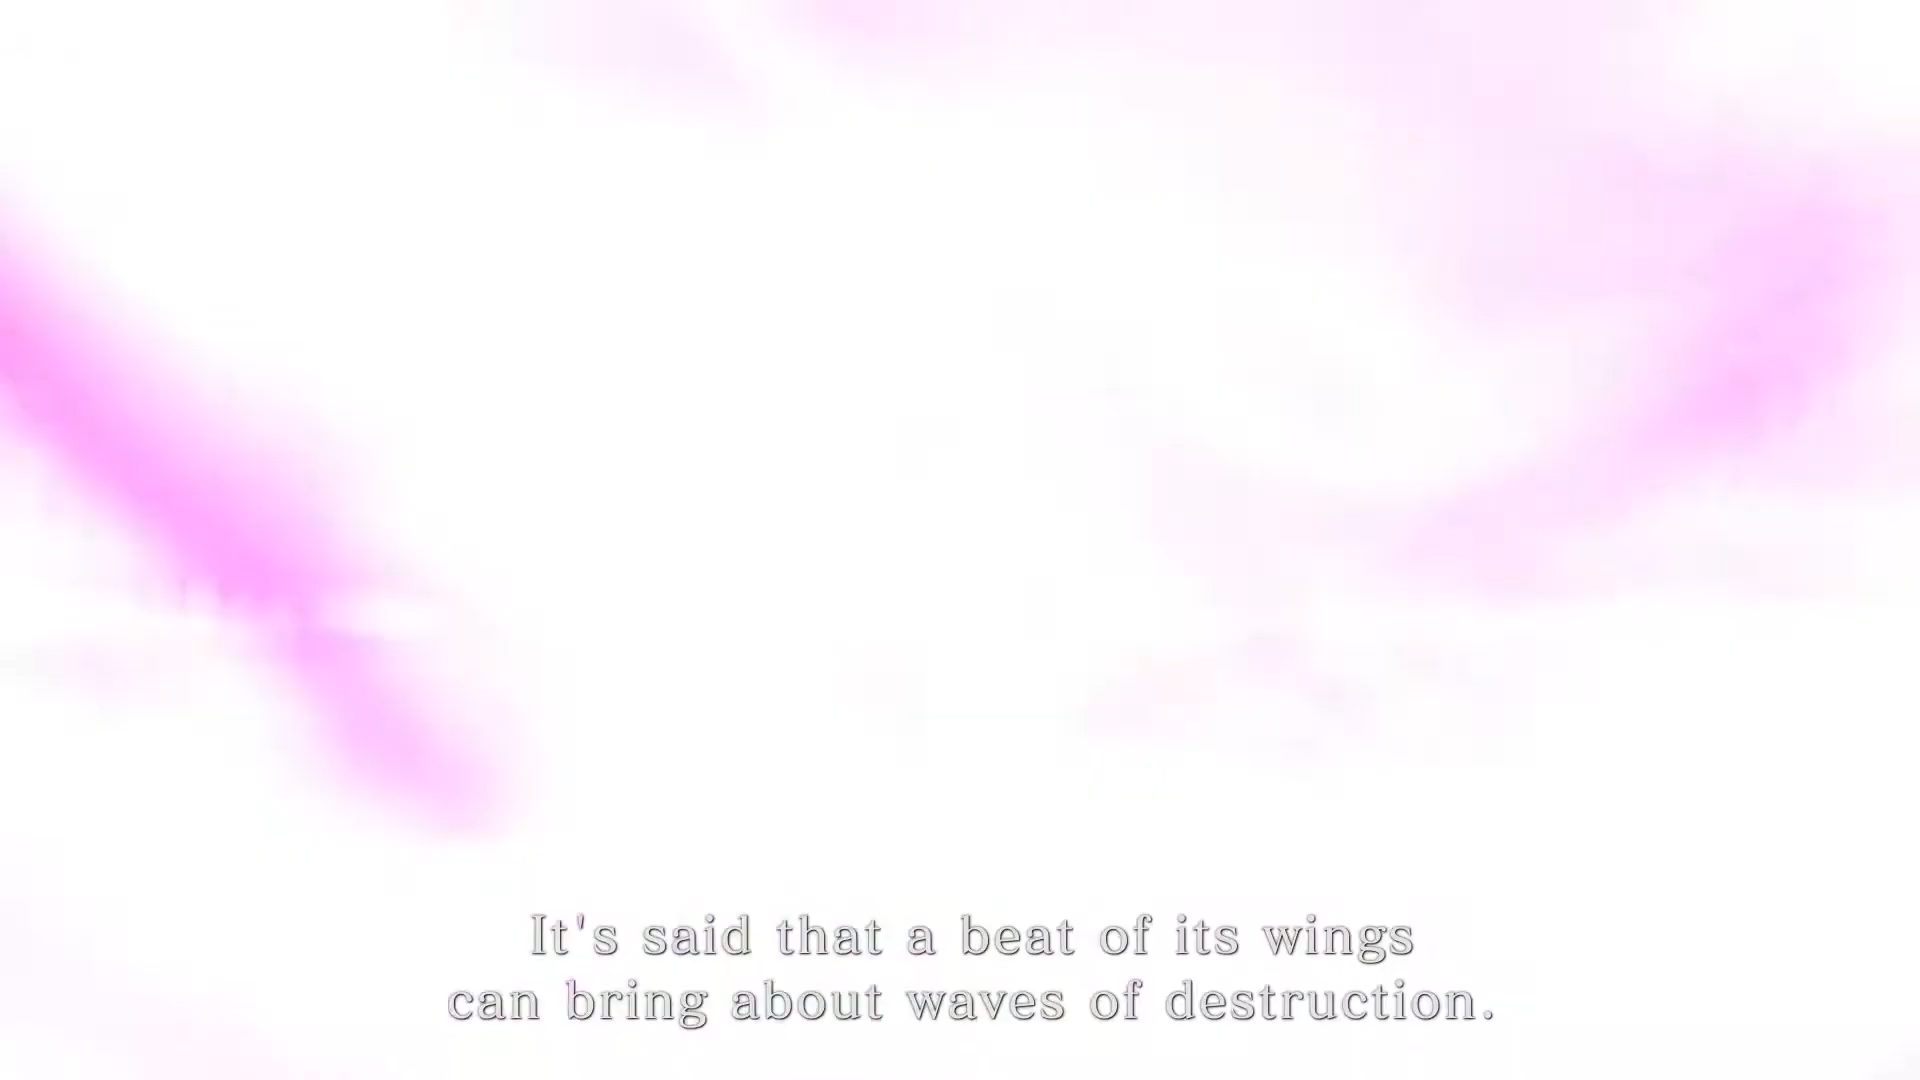 It's said that a beat of its wings
can bring about waves of destruction.